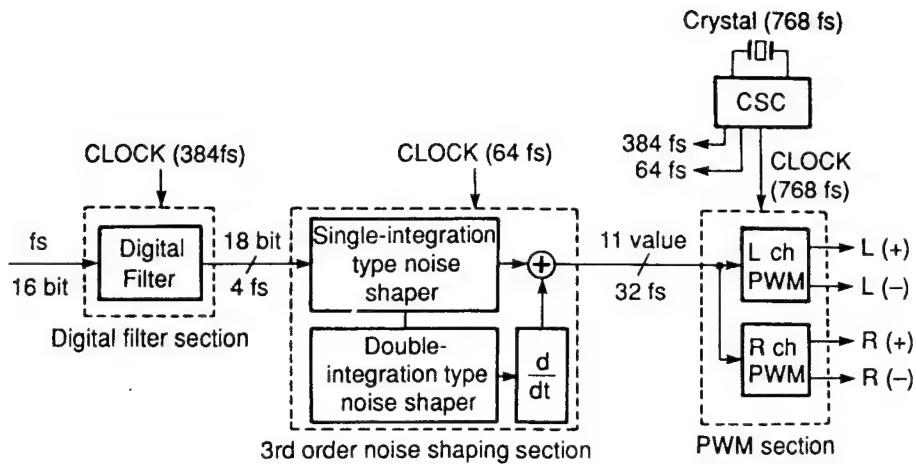 Crystal (768 fs)
CSC
384 fs
64 fs
CLOCK
(768 fs)
CLOCK (384fs)
CLOCK (64 fs)
fs
16 bit
Digital
Filter
Digital filter section
18 bit
4 fs
Single-integration
type noise
shaper
Double-
integration type
noise shaper
d
dt
+
3rd order noise shaping section
11 value
32 fs
L ch
PWM
L (+)
L (–)
R ch
PWM
R (+)
R (–)
PWM section